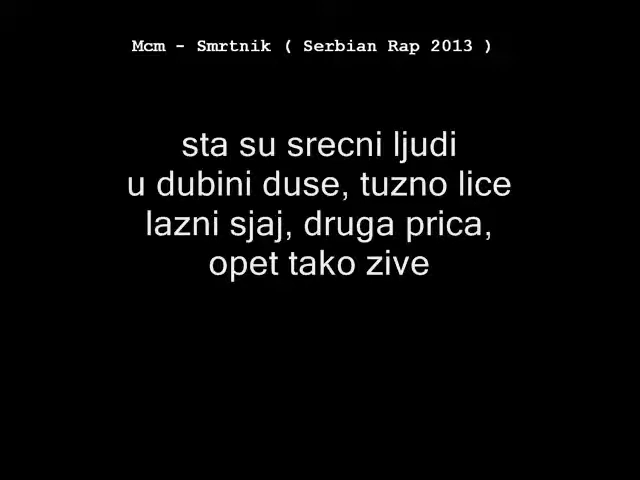 Mcm - Smrtnik ( Serbian Rap 2013 )
sta su srecni ljudi
u dubini duse, tuzno lice
lazni sjaj, druga prica,
opet tako zive